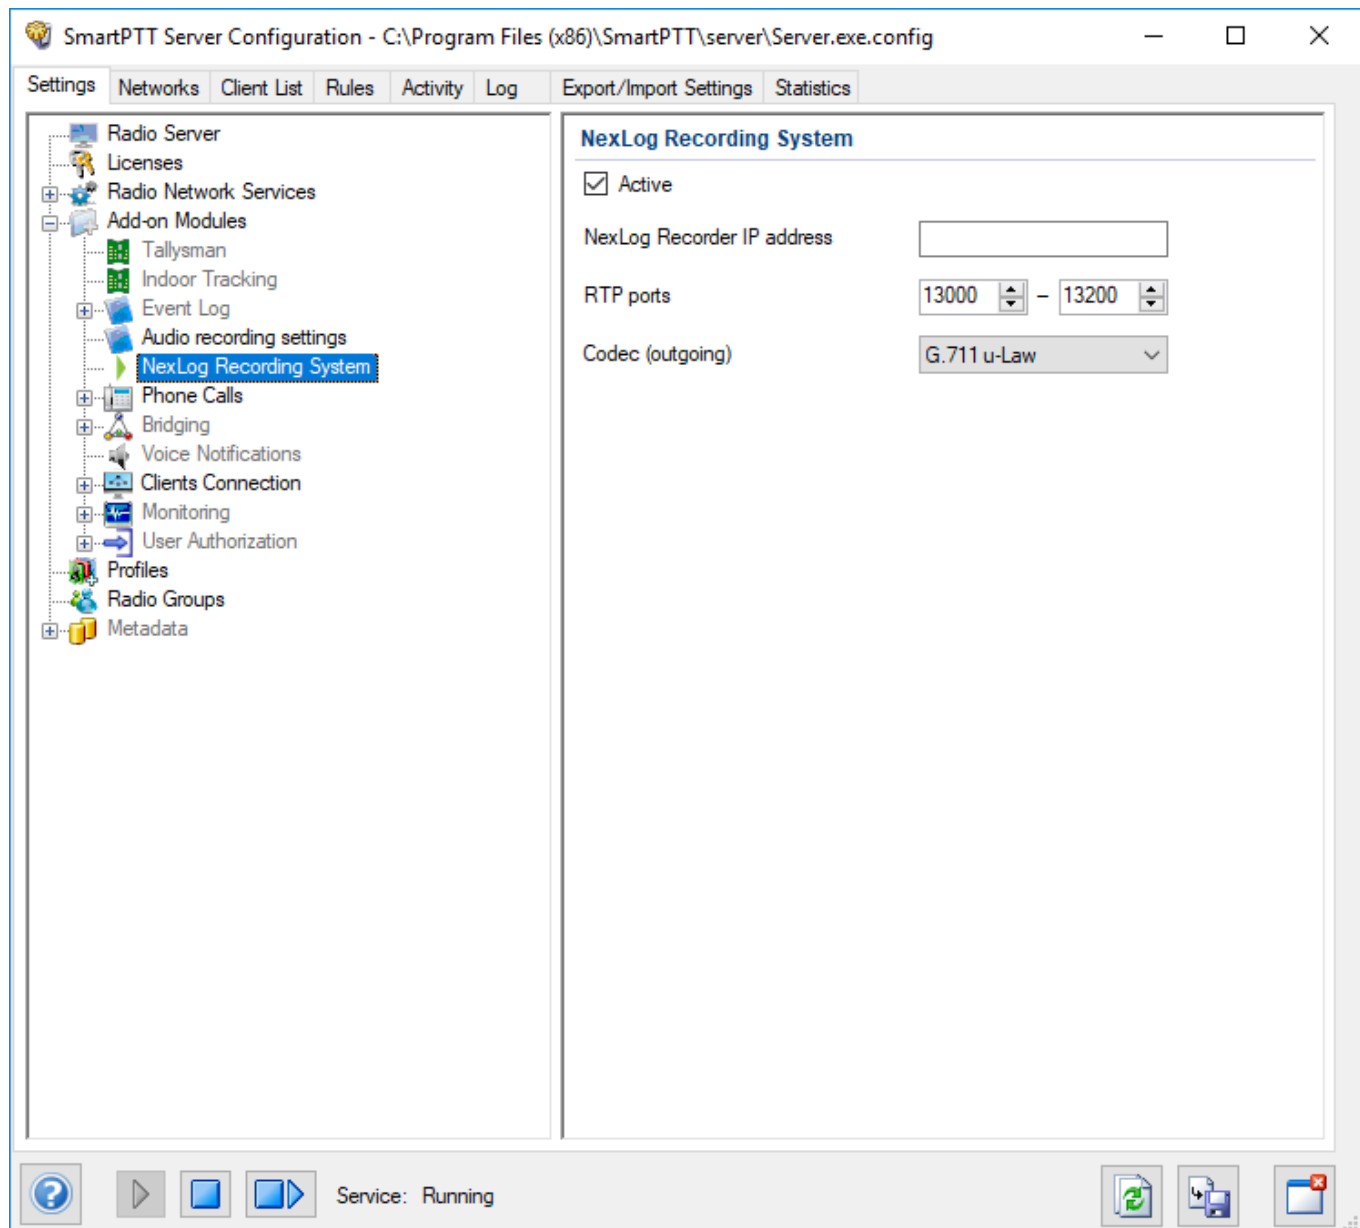 SmartPTT Server Configuration - C:\Program Files (x86)\SmartPTT\server\Server.exe.config
Settings Networks Client List Rules Activity Log Export/Import Settings Statistics
Radio Server
Licenses
Radio Network Services
Add-on Modules
Tallysman
Indoor Tracking
Event Log
Audio recording settings
NexLog Recording System
Phone Calls
Bridging
Voice Notifications
Clients Connection
Monitoring
User Authorization
Profiles
Radio Groups
Metadata
NexLog Recording System
Active
NexLog Recorder IP address
RTP ports 13000 – 13200
Codec (outgoing) G.711 u-Law
Service: Running